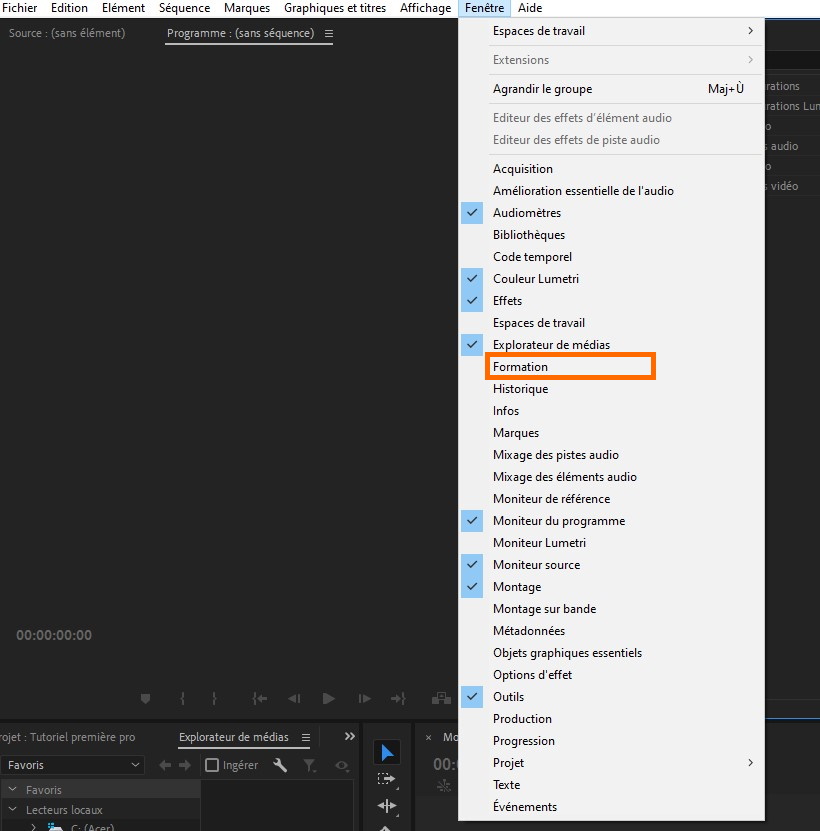 Fichier Edition Elément Séquence Marques Graphiques et titres Affichage Fenêtre Aide
Source : (sans élément) Programme : (sans séquence)
Espaces de travail
Extensions
Agrandir le groupe Maj+Ù
Editeur des effets d'élément audio
Editeur des effets de piste audio
Acquisition
Amélioration essentielle de l'audio
Audiomètres
Bibliothèques
Code temporel
Couleur Lumetri
Effets
Espaces de travail
Explorateur de médias
Formation
Historique
Infos
Marques
Mixage des pistes audio
Mixage des éléments audio
Moniteur de référence
Moniteur du programme
Moniteur Lumetri
Moniteur source
Montage
Montage sur bande
Métadonnées
Objets graphiques essentiels
Options d'effet
Outils
Production
Progression
Projet
Texte
Événements
rations
rations Lun
o
s audio
o
s vidéo
00:00:00:00
rojet : Tutoriel première pro Explorateur de médias × Mo
Favoris Ingérer 00:
Favoris
Lecteurs locaux
C: (Acer)